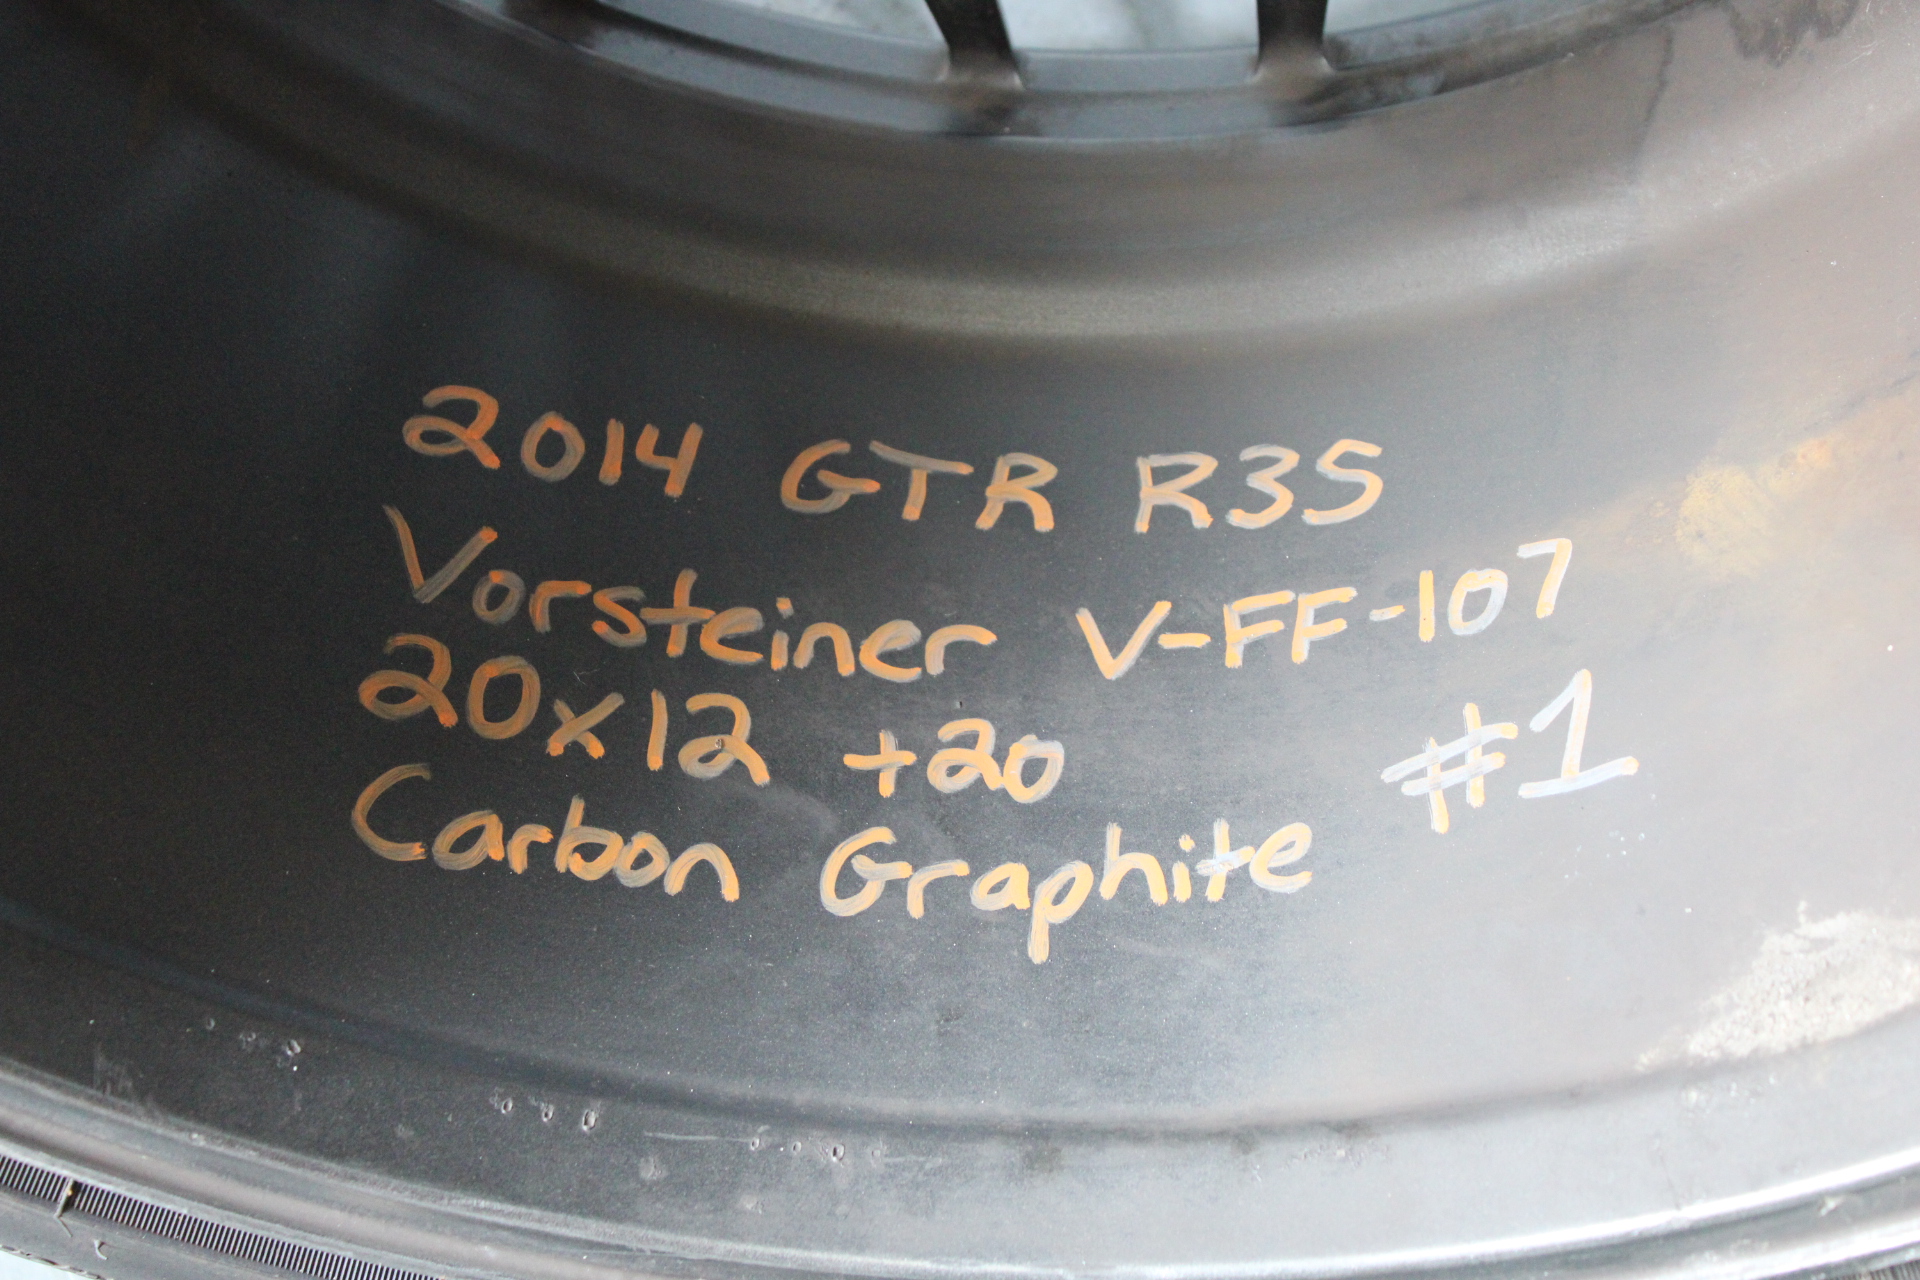 2014 GTR R35
Vorsteiner V-FF-107
20x12 +20 #1
Carbon Graphite